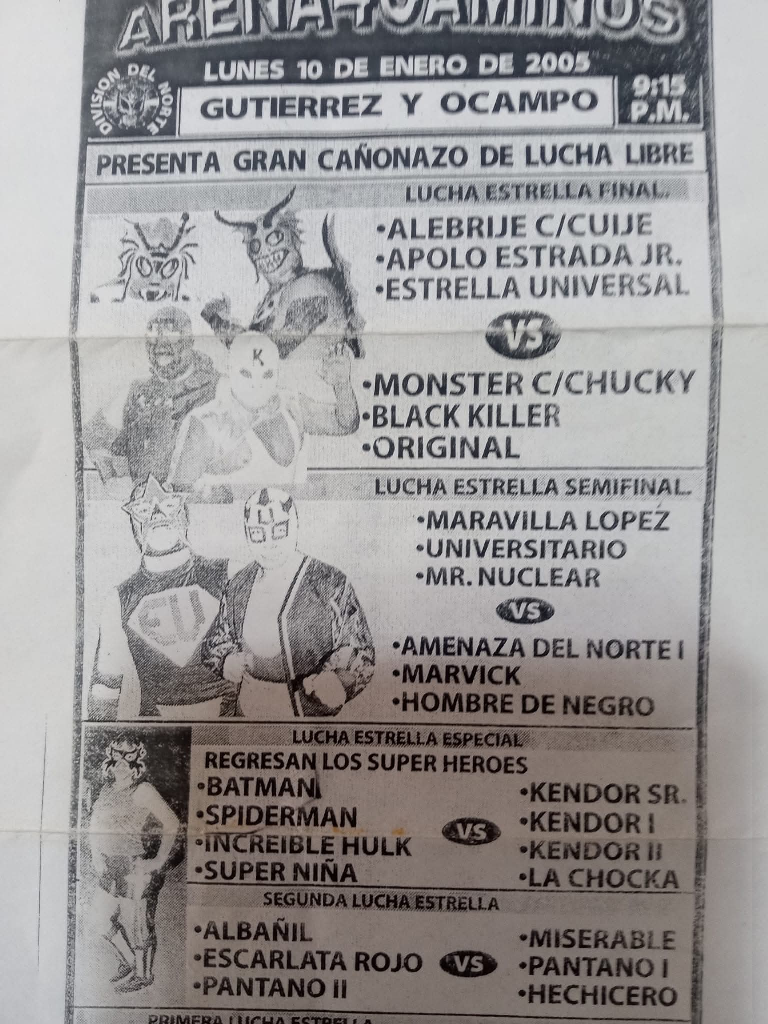 ARENA 4 CAMINOS
LUNES 10 DE ENERO DE 2005
DIVISION DEL NORTE
GUTIERREZ Y OCAMPO
9:15 P.M.
PRESENTA GRAN CAÑONAZO DE LUCHA LIBRE
LUCHA ESTRELLA FINAL.
•ALEBRIJE C/CUIJE
•APOLO ESTRADA JR.
•ESTRELLA UNIVERSAL
VS
K
•MONSTER C/CHUCKY
•BLACK KILLER
•ORIGINAL
LUCHA ESTRELLA SEMIFINAL.
•MARAVILLA LOPEZ
•UNIVERSITARIO
•MR. NUCLEAR
VS
EU
•AMENAZA DEL NORTE I
•MARVICK
•HOMBRE DE NEGRO
LUCHA ESTRELLA ESPECIAL
REGRESAN LOS SUPER HEROES
•BATMAN
•SPIDERMAN
•INCREIBLE HULK
•SUPER NIÑA
VS
•KENDOR SR.
•KENDOR I
•KENDOR II
•LA CHOCKA
SEGUNDA LUCHA ESTRELLA
•ALBAÑIL
•ESCARLATA ROJO
•PANTANO II
VS
•MISERABLE
•PANTANO I
•HECHICERO
PRIMERA LUCHA ESTRELLA